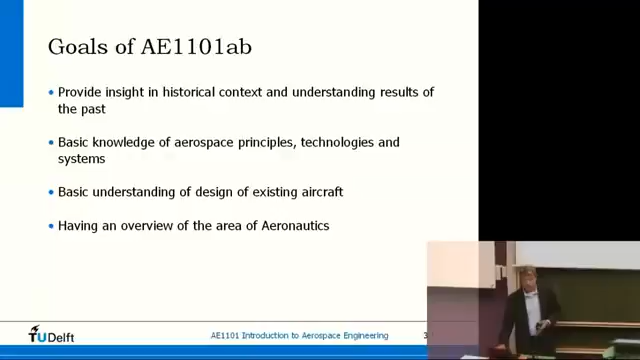 Goals of AE1101ab
Provide insight in historical context and understanding results of
the past
Basic knowledge of aerospace principles, technologies and
systems
Basic understanding of design of existing aircraft
Having an overview of the area of Aeronautics
TUDelft
AE1101 Introduction to Aerospace Engineering
3